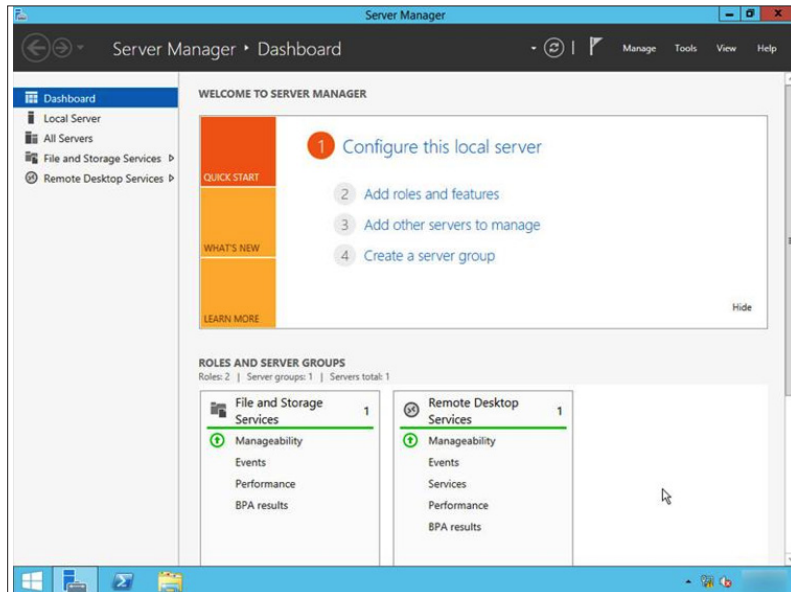 Server Manager
Server Manager • Dashboard
Manage Tools View Help
Dashboard
Local Server
All Servers
File and Storage Services
Remote Desktop Services
WELCOME TO SERVER MANAGER
QUICK START
WHAT'S NEW
LEARN MORE
1 Configure this local server
2 Add roles and features
3 Add other servers to manage
4 Create a server group
Hide
ROLES AND SERVER GROUPS
Roles: 2 | Server groups: 1 | Servers total: 1
File and Storage
Services 1
Manageability
Events
Performance
BPA results
Remote Desktop
Services 1
Manageability
Events
Services
Performance
BPA results